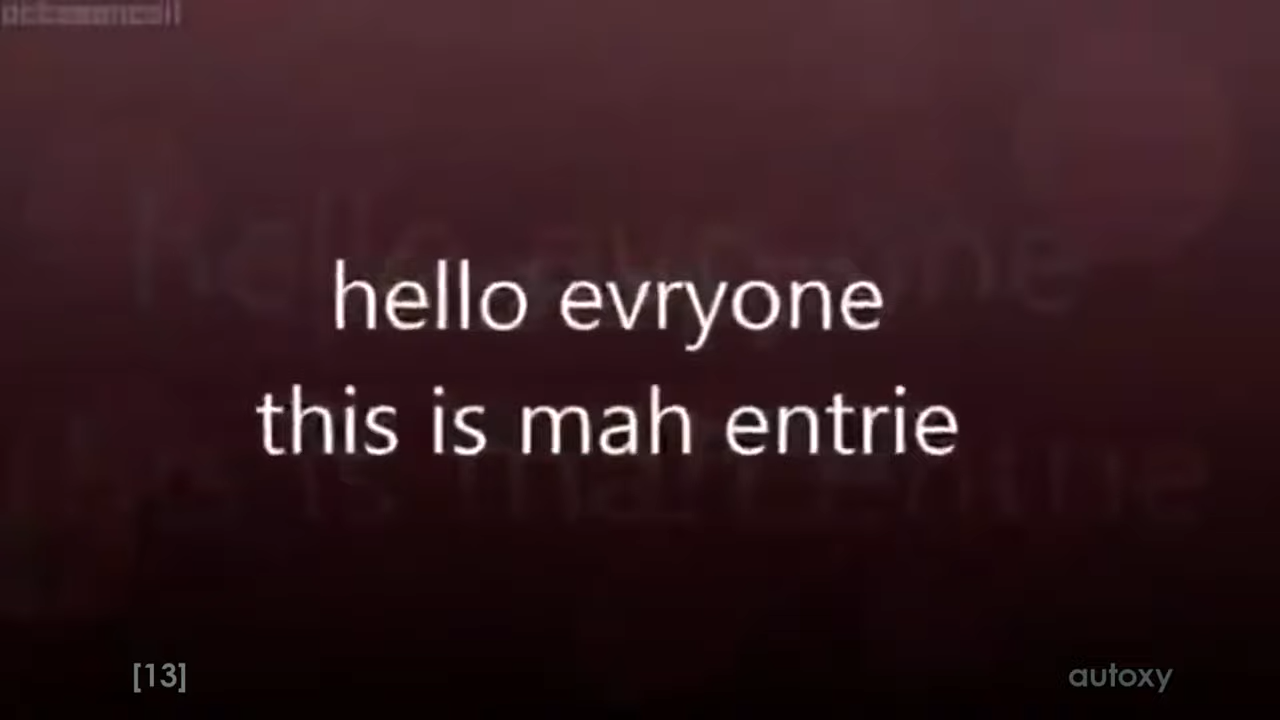 hello evryone
this is mah entrie
[13]
autoxy